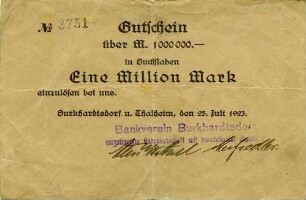 № 3751
Gutschein
über M. 1000000.—
in Buchstaben
Eine Million Mark
einzulösen bei uns.
Burkhardtsdorf u. Thalheim, den 25. Juli 1923.
Bankverein Burkhardtsdorf